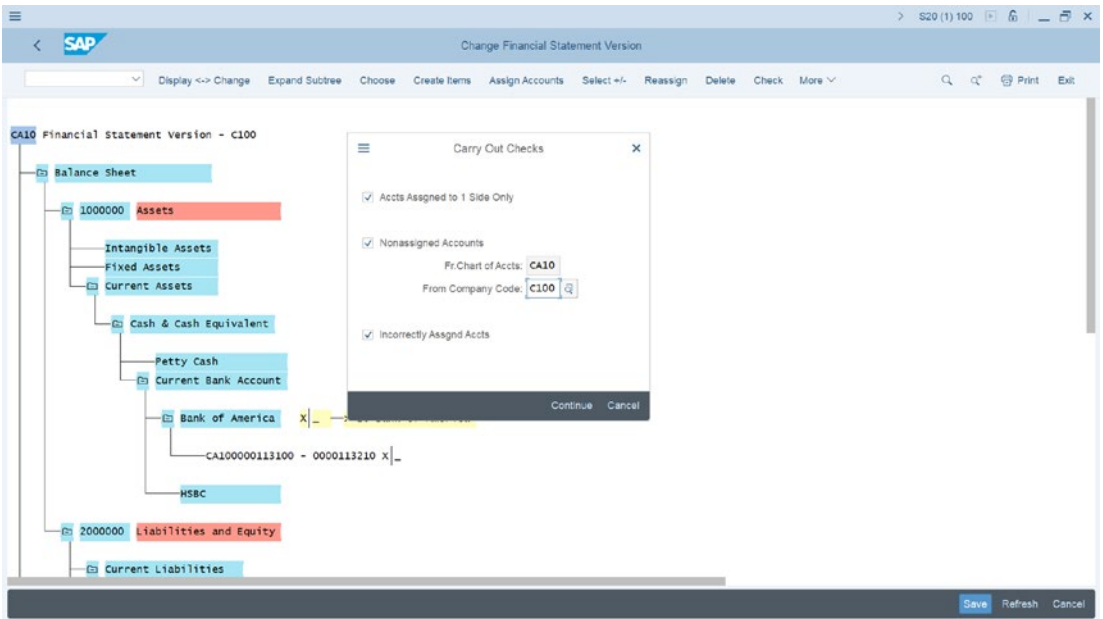 S20 (1) 100
SAP
Change Financial Statement Version
Display <-> Change Expand Subtree Choose Create Items Assign Accounts Select +/- Reassign Delete Check More Print Exit
CA10 Financial Statement Version - C100
Balance Sheet
1000000 Assets
Intangible Assets
Fixed Assets
Current Assets
Cash & Cash Equivalent
Petty Cash
Current Bank Account
Bank of America X _
CA100000113100 - 0000113210 X _
HSBC
2000000 Liabilities and Equity
Current Liabilities
Carry Out Checks
Accts Assgned to 1 Side Only
Nonassigned Accounts
Fr.Chart of Accts: CA10
From Company Code: C100
Incorrectly Assgnd Accts
Continue Cancel
Save Refresh Cancel